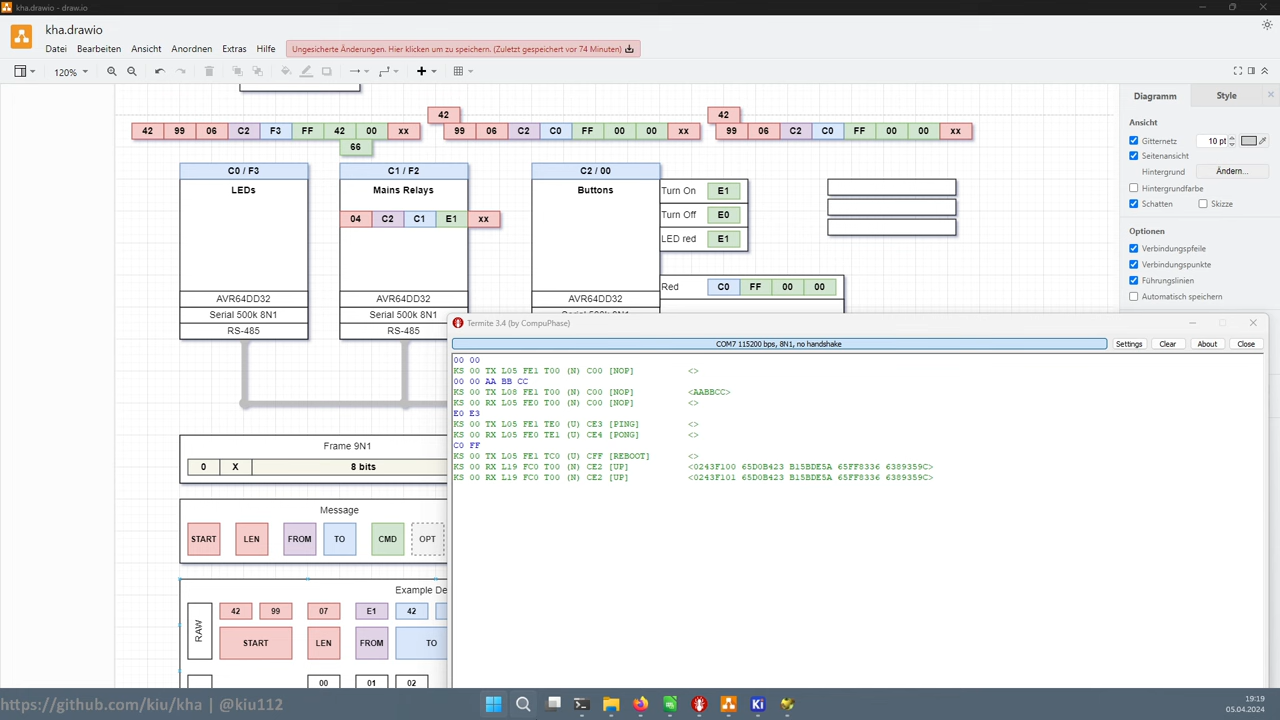 kha.drawio - draw.io
kha.drawio
Datei Bearbeiten Ansicht Anordnen Extras Hilfe
Ungesicherte Änderungen. Hier klicken um zu speichern. (Zuletzt gespeichert vor 74 Minuten)
120%
Diagramm Style
Ansicht
Gitternetz 10 pt
Seitenansicht
Hintergrund Ändern...
Hintergrundfarbe
Schatten Skizze
Optionen
Verbindungspfeile
Verbindungspunkte
Führungslinien
Automatisch speichern
42 42
42 99 06 C2 F3 FF 42 00 xx 99 06 C2 C0 FF 00 00 xx 99 06 C2 C0 FF 00 00 xx
66
C0 / F3 C1 / F2 C2 / 00
LEDs Mains Relays Buttons
Turn On E1
04 C2 C1 E1 xx
Turn Off E0
LED red E1
Red C0 FF 00 00
AVR64DD32 AVR64DD32 AVR64DD32
Serial 500k 8N1 Serial 500k 8N1 Serial 500k 8N1
RS-485 RS-485
Frame 9N1
0 X 8 bits
Message
START LEN FROM TO CMD OPT
Example De
RAW
42 99 07 E1 42
START LEN FROM TO
00 01 02
Termite 3.4 (by CompuPhase)
COM7 115200 bps, 8N1, no handshake Settings Clear About Close
00 00
KS 00 TX L05 FE1 T00 (N) C00 [NOP] <>
00 00 AA BB CC
KS 00 TX L08 FE1 T00 (N) C00 [NOP] <AABBCC>
KS 00 RX L05 FE0 T00 (N) C00 [NOP] <>
E0 E3
KS 00 TX L05 FE1 TE0 (U) CE3 [PING] <>
KS 00 RX L05 FE0 TE1 (U) CE4 [PONG] <>
C0 FF
KS 00 TX L05 FE1 TC0 (U) CFF [REBOOT] <>
KS 00 RX L19 FC0 T00 (N) CE2 [UP] <0243F100 65D0B423 B15BDE5A 65FF8336 6389359C>
KS 00 RX L19 FC0 T00 (N) CE2 [UP] <0243F101 65D0B423 B15BDE5A 65FF8336 6389359C>
https://github.com/kiu/kha | @kiu112
19:19
05.04.2024